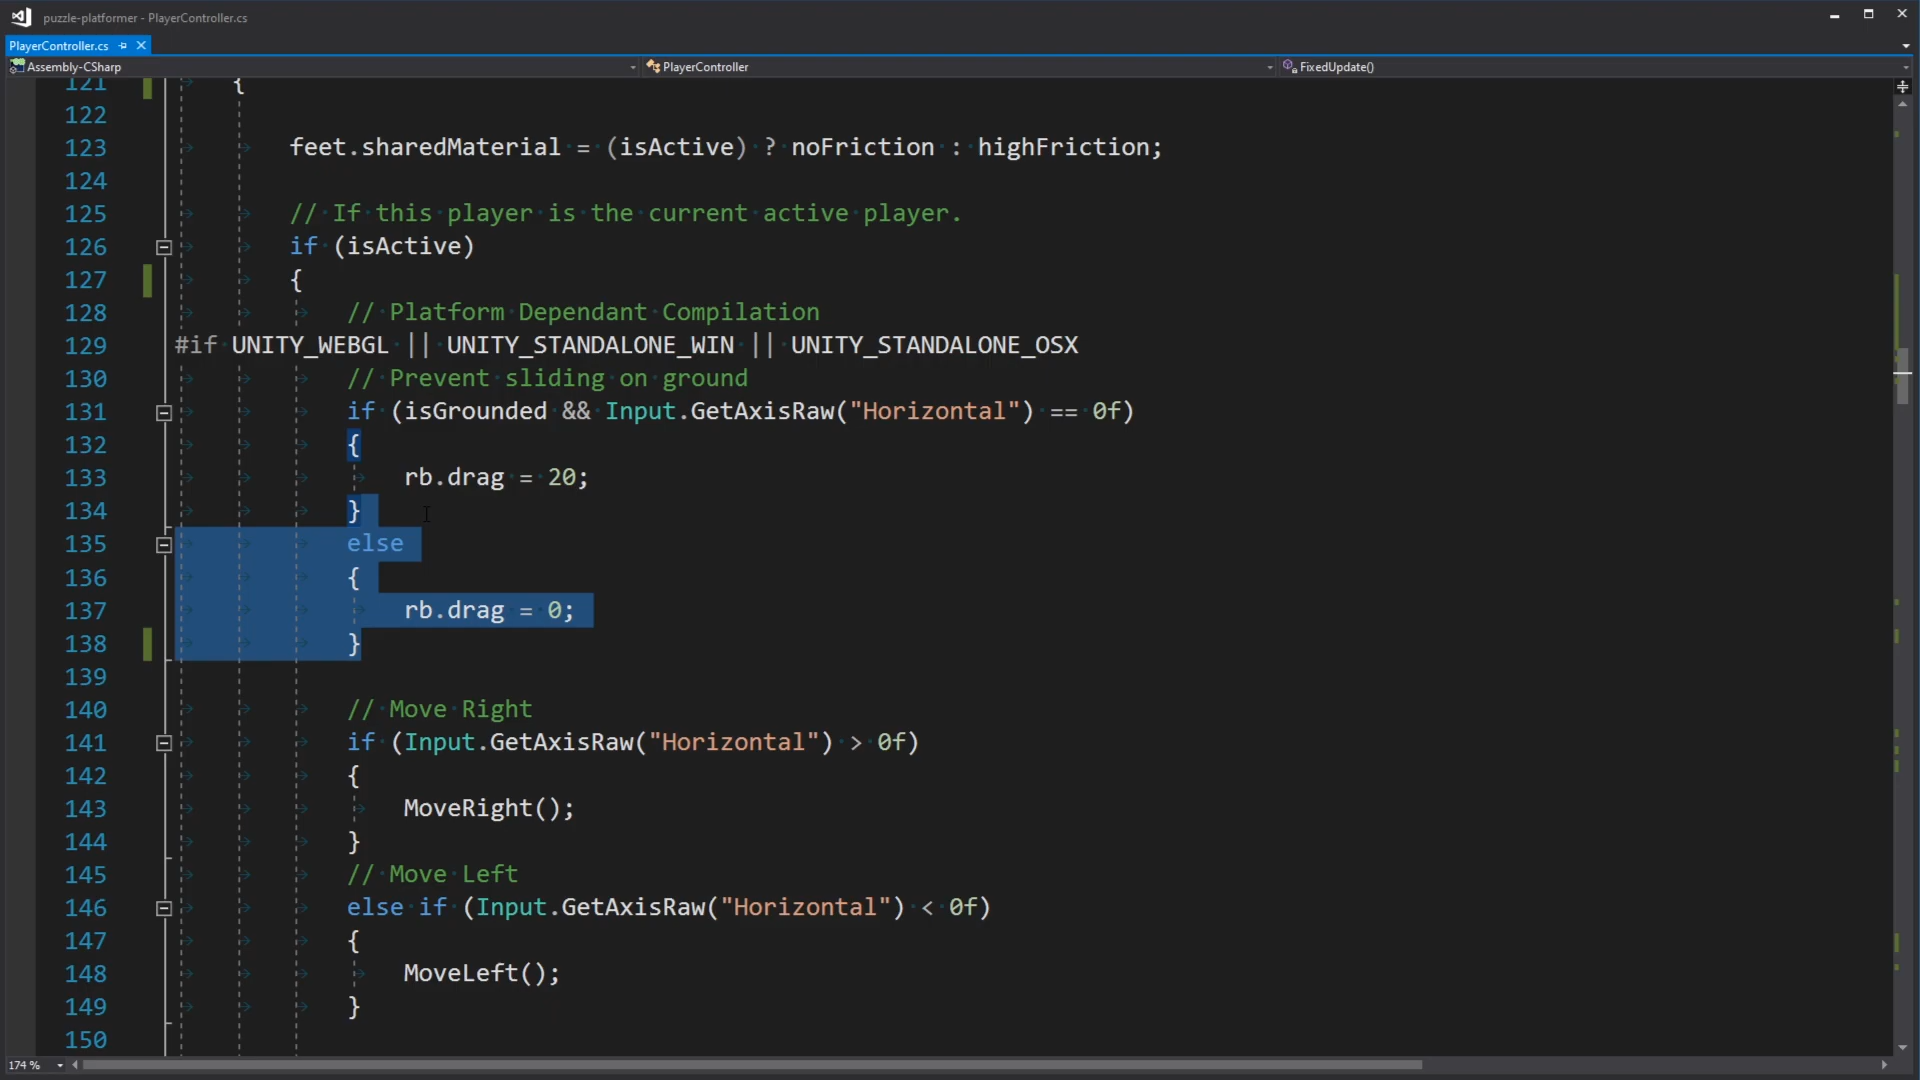 puzzle-platformer - PlayerController.cs
PlayerController.cs
Assembly-CSharp
PlayerController
FixedUpdate()
121 {
122
123 feet.sharedMaterial = (isActive) ? noFriction : highFriction;
124
125 // If this player is the current active player.
126 if (isActive)
127 {
128 // Platform Dependant Compilation
129 #if UNITY_WEBGL || UNITY_STANDALONE_WIN || UNITY_STANDALONE_OSX
130 // Prevent sliding on ground
131 if (isGrounded && Input.GetAxisRaw("Horizontal") == 0f)
132 {
133 rb.drag = 20;
134 }
135 else
136 {
137 rb.drag = 0;
138 }
139
140 // Move Right
141 if (Input.GetAxisRaw("Horizontal") > 0f)
142 {
143 MoveRight();
144 }
145 // Move Left
146 else if (Input.GetAxisRaw("Horizontal") < 0f)
147 {
148 MoveLeft();
149 }
150
174 %